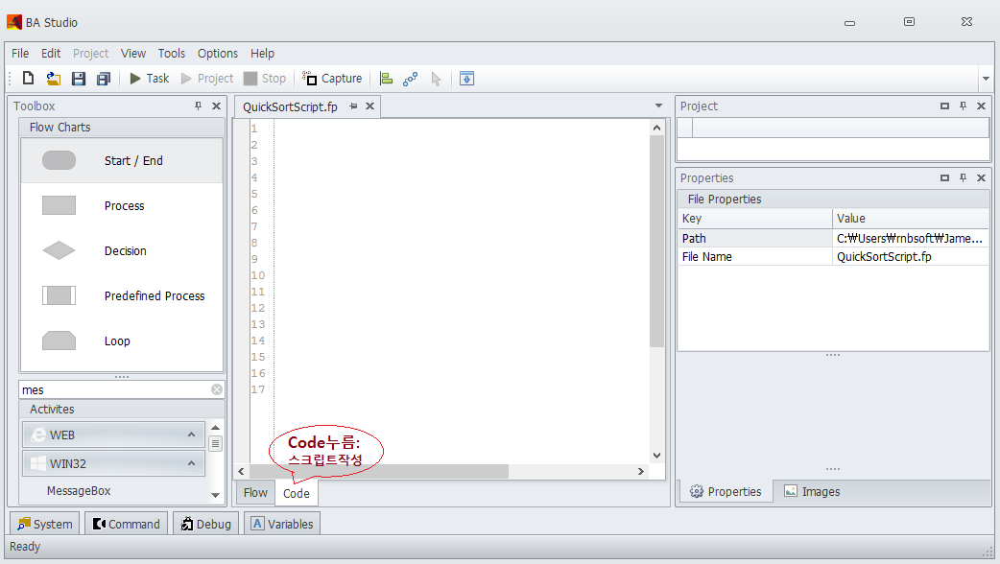 BA Studio
File Edit Project View Tools Options Help
Task Project Stop Capture
Toolbox
Flow Charts
Start / End
Process
Decision
Predefined Process
Loop
mes
Activites
WEB
WIN32
MessageBox
QuickSortScript.fp
1
2
3
4
5
6
7
8
9
10
11
12
13
14
15
16
17
Code누름:
스크립트작성
Flow Code
Project
Properties
File Properties
Key Value
Path C:₩Users₩rnbsoft₩Jame...
File Name QuickSortScript.fp
Properties Images
System Command Debug Variables
Ready